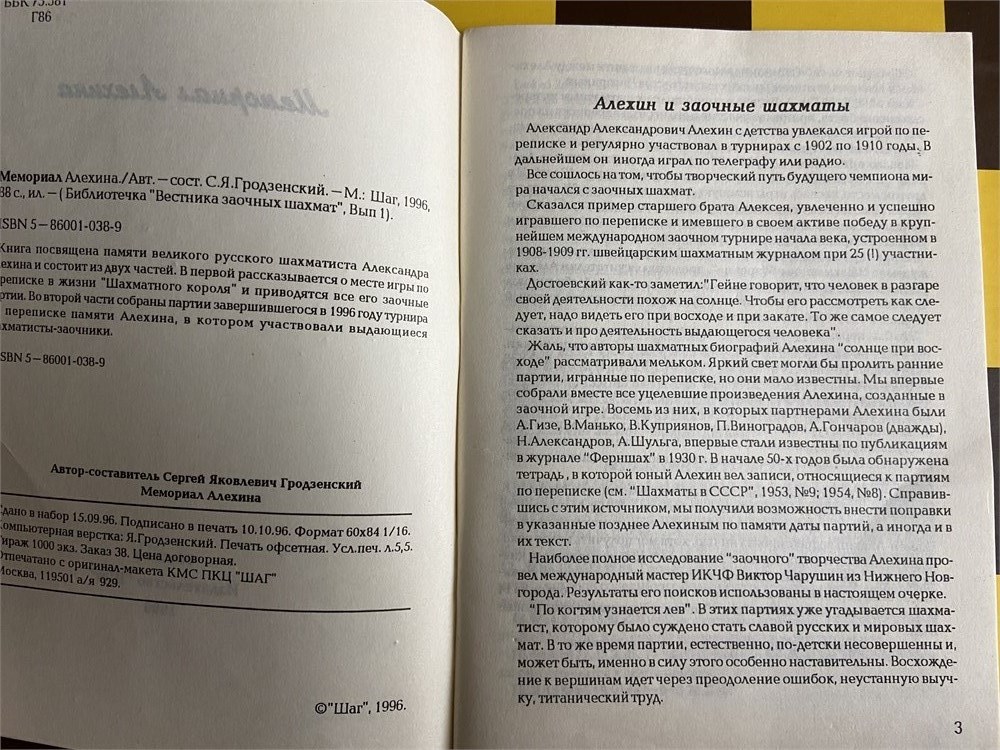 ББК 75.581
Г86
Мемориал Алехина./Авт. — сост. С.Я.Гродзенский. — М.: Шаг, 1996,
88 с., ил. — ( Библиотечка "Вестника заочных шахмат", Вып 1).
ISBN 5—86001-038-9
Книга посвящена памяти великого русского шахматиста Александра
Алехина и состоит из двух частей. В первой рассказывается о месте игры по
переписке в жизни "Шахматного короля" и приводятся все его заочные
партии. Во второй части собраны партии завершившегося в 1996 году турнира
переписке памяти Алехина, в котором участвовали выдающиеся
шахматисты-заочники.
ISBN 5—86001-038-9
Автор-составитель Сергей Яковлевич Гродзенский
Мемориал Алехина
Сдано в набор 15.09.96. Подписано в печать 10.10.96. Формат 60х84 1/16.
Компьютерная верстка: Я.Гродзенский. Печать офсетная. Усл.печ. л.5,5.
Тираж 1000 экз. Заказ 38. Цена договорная.
Отпечатано с оригинал-макета КМС ПКЦ "ШАГ"
Москва, 119501 а/я 929.
©"Шаг", 1996.
Алехин и заочные шахматы
Александр Александрович Алехин с детства увлекался игрой по пе-
реписке и регулярно участвовал в турнирах с 1902 по 1910 годы. В
дальнейшем он иногда играл по телеграфу или радио.
Все сошлось на том, чтобы творческий путь будущего чемпиона ми-
ра начался с заочных шахмат.
Сказался пример старшего брата Алексея, увлеченно и успешно
игравшего по переписке и имевшего в своем активе победу в круп-
нейшем международном заочном турнире начала века, устроенном в
1908-1909 гг. швейцарским шахматным журналом при 25 (!) участни-
ках.
Достоевский как-то заметил:"Гейне говорит, что человек в разгаре
своей деятельности похож на солнце. Чтобы его рассмотреть как сле-
дует, надо видеть его при восходе и при закате. То же самое следует
сказать и про деятельность выдающегося человека".
Жаль, что авторы шахматных биографий Алехина "солнце при вос-
ходе" рассматривали мельком. Яркий свет могли бы пролить ранние
партии, игранные по переписке, но они мало известны. Мы впервые
собрали вместе все уцелевшие произведения Алехина, созданные в
заочной игре. Восемь из них, в которых партнерами Алехина были
А.Гизе, В.Манько, В.Куприянов, П.Виноградов, А.Гончаров (дважды),
Н.Александров, А.Шульга, впервые стали известны по публикациям
в журнале "Ферншах" в 1930 г. В начале 50-х годов была обнаружена
тетрадь, в которой юный Алехин вел записи, относящиеся к партиям
по переписке (см. "Шахматы в СССР", 1953, №9; 1954, №8). Справив-
шись с этим источником, мы получили возможность внести поправки
в указанные позднее Алехиным по памяти даты партий, а иногда и в
их текст.
Наиболее полное исследование "заочного" творчества Алехина про-
вел международный мастер ИКЧФ Виктор Чарушин из Нижнего Нов-
города. Результаты его поисков использованы в настоящем очерке.
"По когтям узнается лев". В этих партиях уже угадывается шахма-
тист, которому было суждено стать славой русских и мировых шах-
мат. В то же время партии, естественно, по-детски несовершенны и,
может быть, именно в силу этого особенно наставительны. Восхожде-
ние к вершинам идет через преодоление ошибок, неустанную выуч-
ку, титанический труд.
3